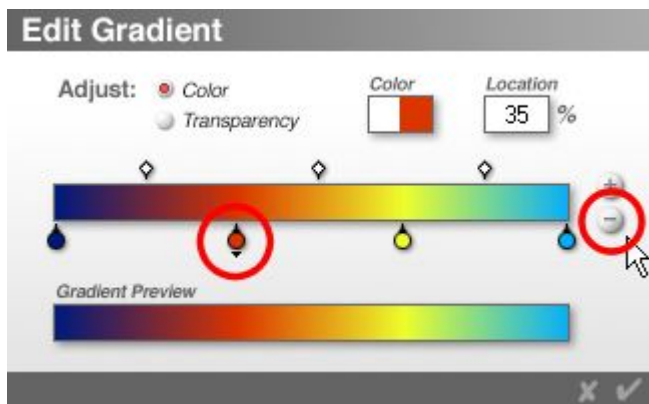 Edit Gradient
Adjust: Color Color Location
Transparency 35 %
Gradient Preview